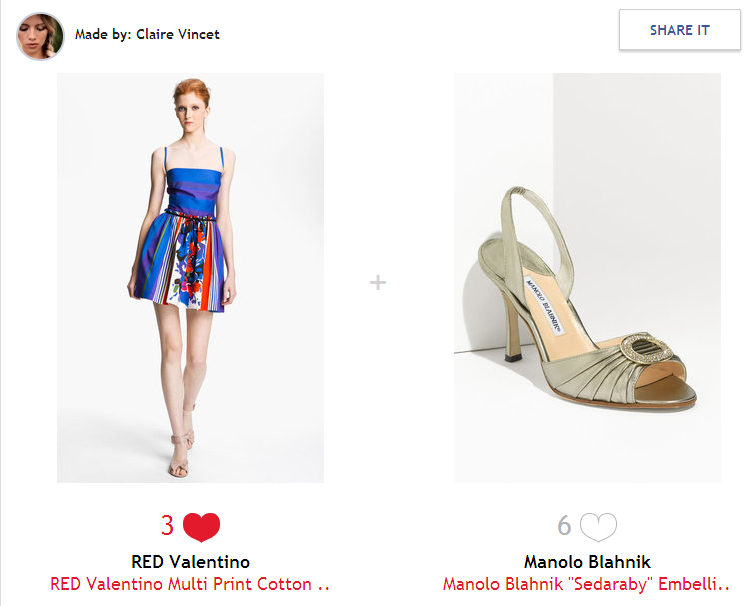 Made by: Claire Vincet
SHARE IT
+
MANOLO BLAHNIK
3
6
RED Valentino
Manolo Blahnik
RED Valentino Multi Print Cotton ..
Manolo Blahnik "Sedaraby" Embelli..